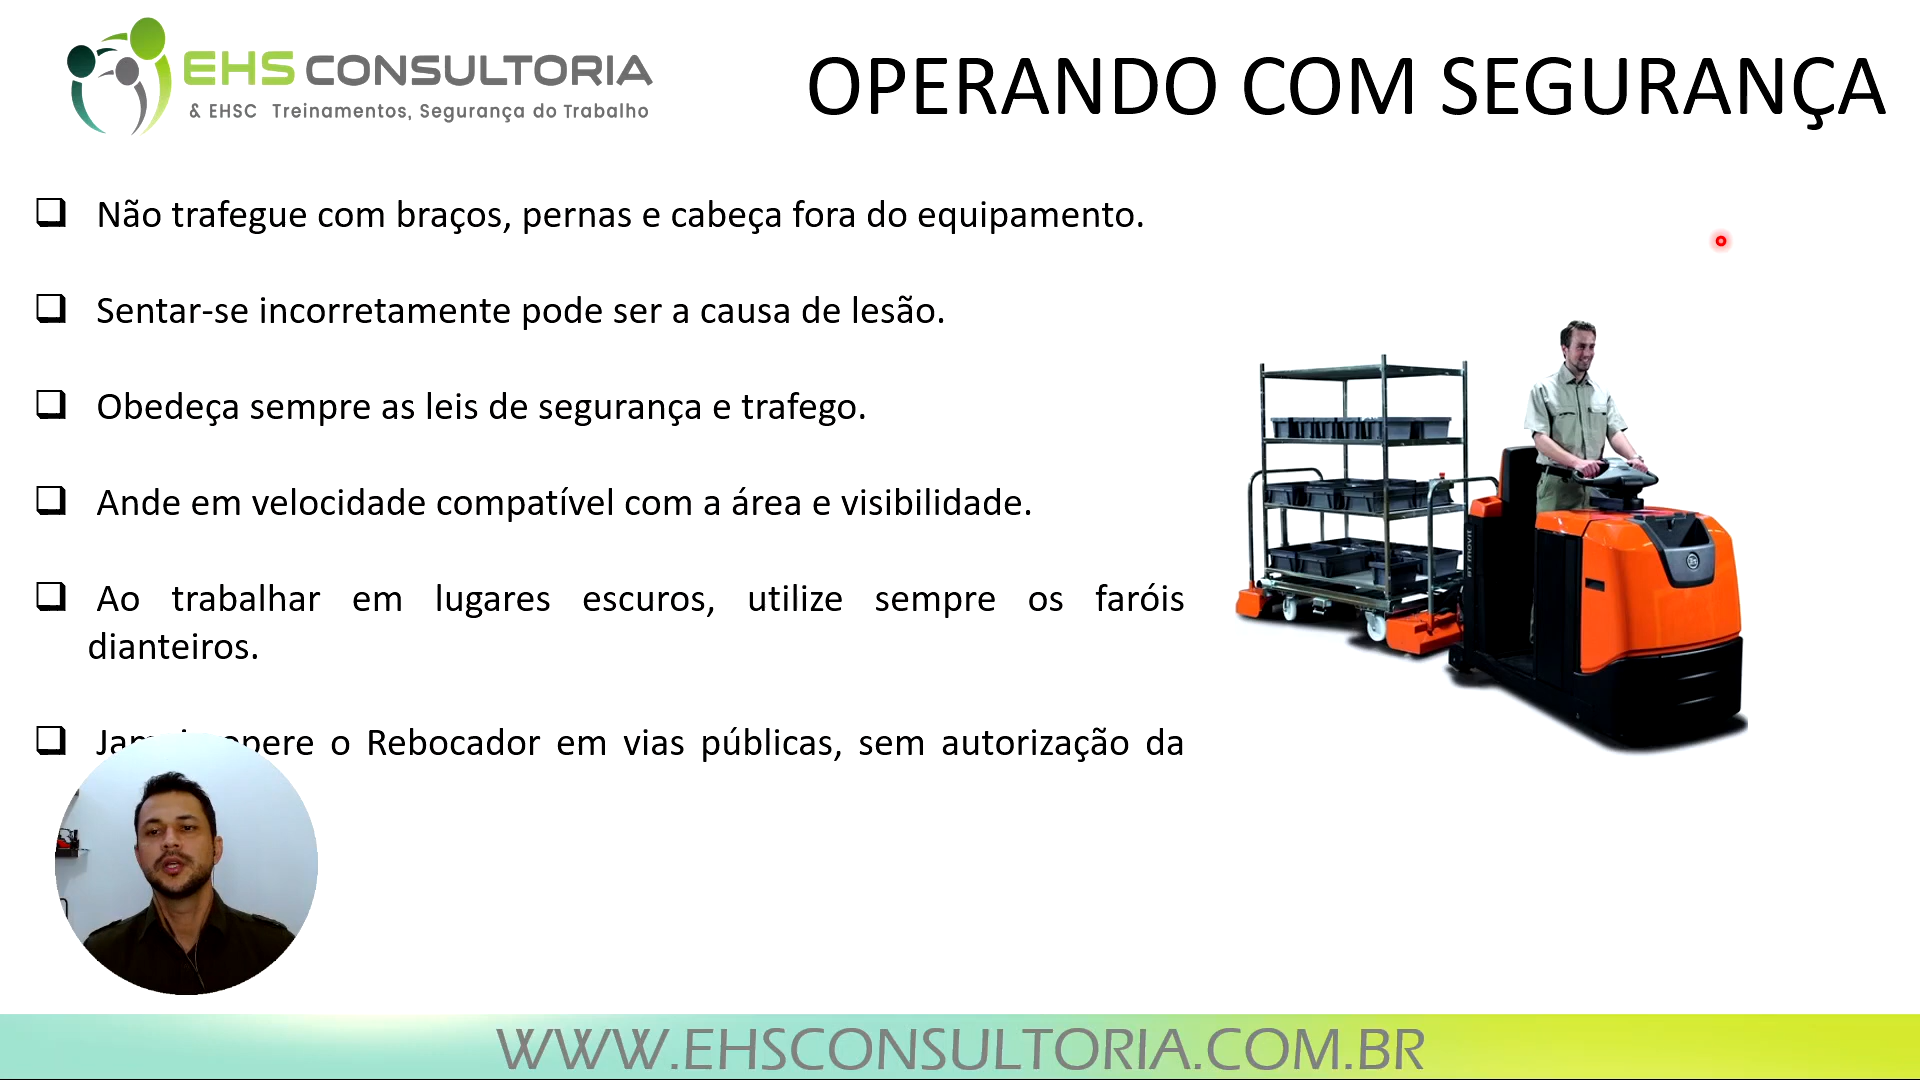 EHS CONSULTORIA
& EHSC Treinamentos, Segurança do Trabalho
OPERANDO COM SEGURANÇA
Não trafegue com braços, pernas e cabeça fora do equipamento.
Sentar-se incorretamente pode ser a causa de lesão.
Obedeça sempre as leis de segurança e trafego.
Ande em velocidade compatível com a área e visibilidade.
Ao trabalhar em lugares escuros, utilize sempre os faróis
dianteiros.
o Rebocador em vias públicas, sem autorização da
WWW.EHSCONSULTORIA.COM.BR